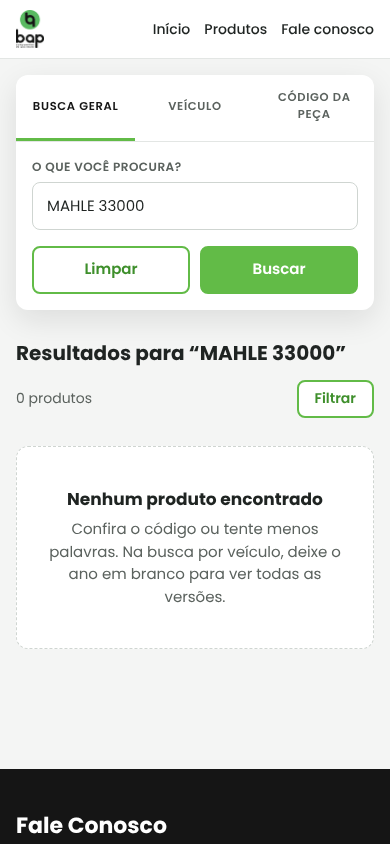 bap
Início Produtos Fale conosco
BUSCA GERAL
VEÍCULO
CÓDIGO DA
PEÇA
O QUE VOCÊ PROCURA?
MAHLE 33000
Limpar
Buscar
Resultados para “MAHLE 33000”
0 produtos
Filtrar
Nenhum produto encontrado
Confira o código ou tente menos
palavras. Na busca por veículo, deixe o
ano em branco para ver todas as
versões.
Fale Conosco